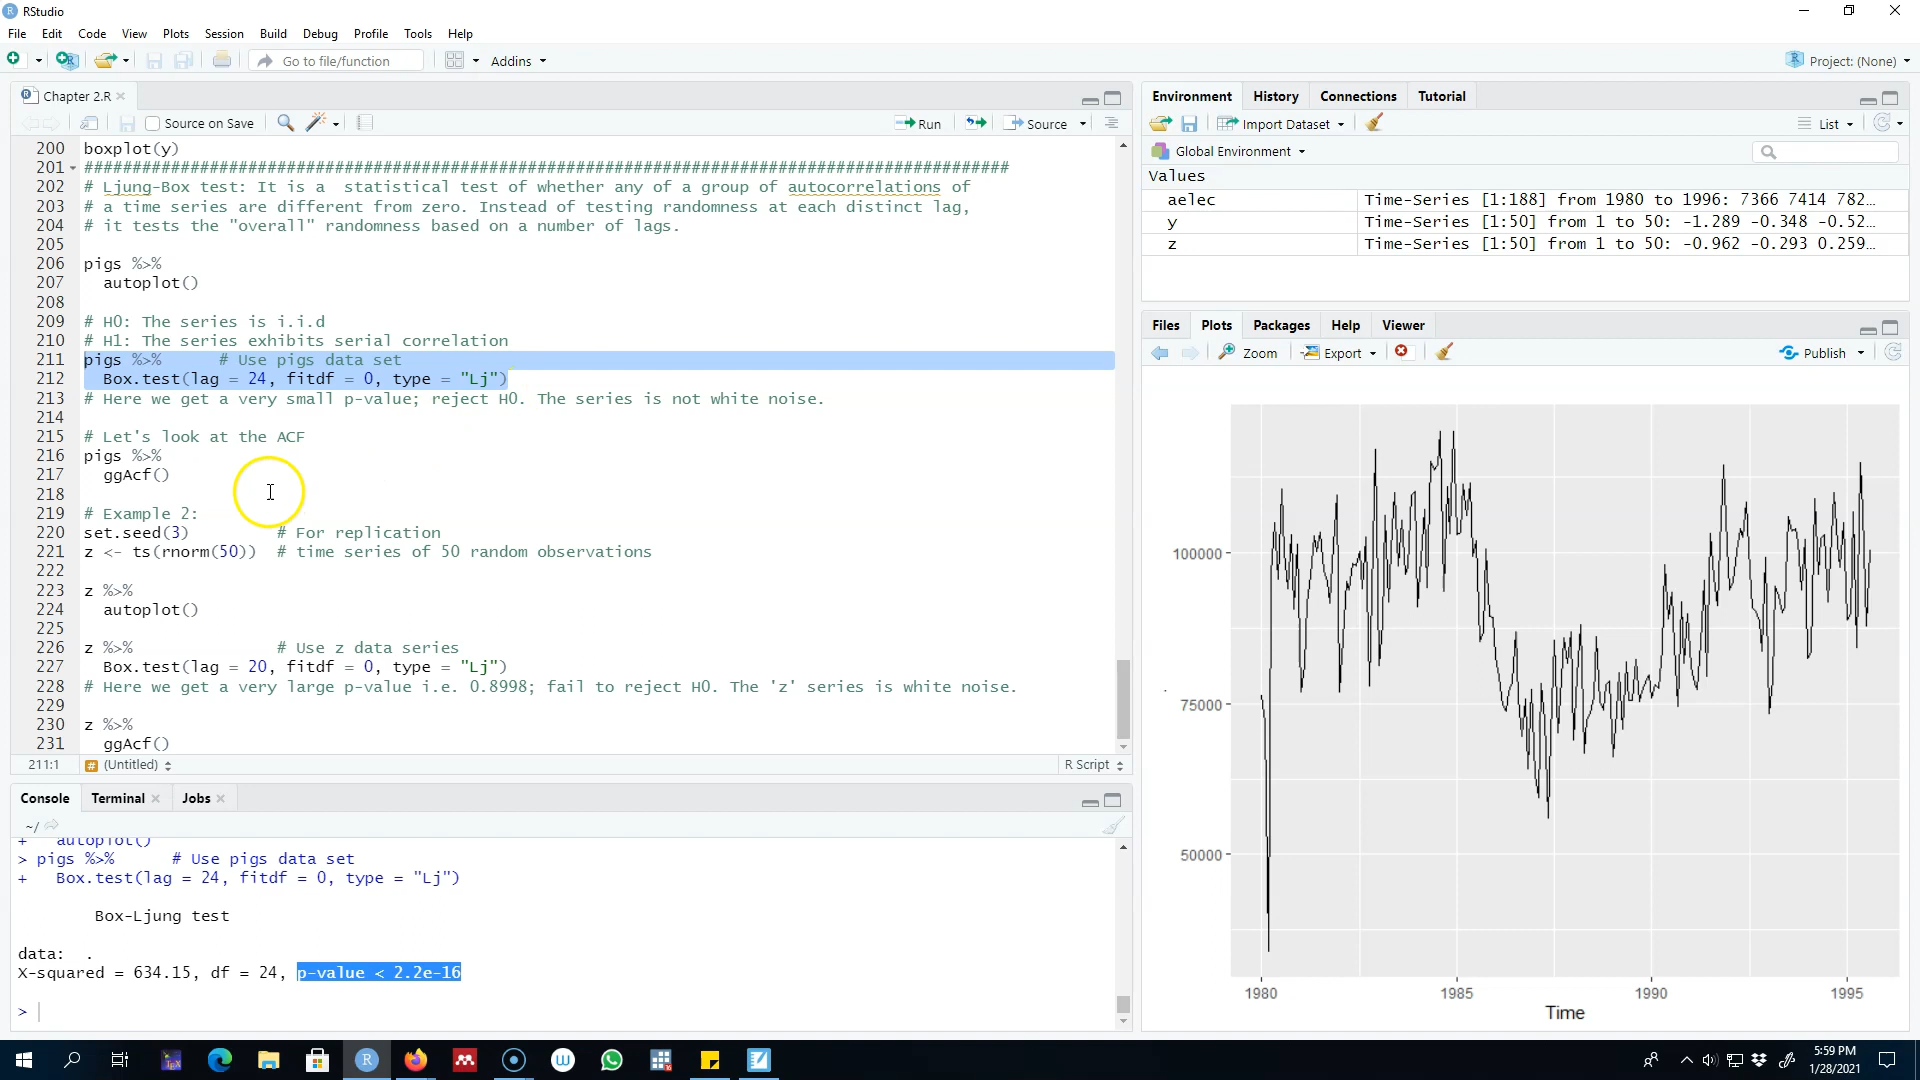 RStudio
File Edit Code View Plots Session Build Debug Profile Tools Help
Go to file/function Addins Project: (None)
Chapter 2.R
Source on Save Run Source
200 boxplot(y)
201 ################################################################################################
202 # Ljung-Box test: It is a  statistical test of whether any of a group of autocorrelations of
203 # a time series are different from zero. Instead of testing randomness at each distinct lag,
204 # it tests the "overall" randomness based on a number of lags.
205
206 pigs %>%
207   autoplot()
208
209 # H0: The series is i.i.d
210 # H1: The series exhibits serial correlation
211 pigs %>%      # Use pigs data set
212   Box.test(lag = 24, fitdf = 0, type = "Lj")
213 # Here we get a very small p-value; reject H0. The series is not white noise.
214
215 # Let's look at the ACF
216 pigs %>%
217   ggAcf()
218
219 # Example 2:
220 set.seed(3)         # For replication
221 z <- ts(rnorm(50))  # time series of 50 random observations
222
223 z %>%
224   autoplot()
225
226 z %>%               # Use z data series
227   Box.test(lag = 20, fitdf = 0, type = "Lj")
228 # Here we get a very large p-value i.e. 0.8998; fail to reject H0. The 'z' series is white noise.
229
230 z %>%
231   ggAcf()
211:1 (Untitled) R Script
Console Terminal Jobs
~/
+   autoplot()
> pigs %>%      # Use pigs data set
+   Box.test(lag = 24, fitdf = 0, type = "Lj")
Box-Ljung test
data:  .
X-squared = 634.15, df = 24, p-value < 2.2e-16
>
Environment History Connections Tutorial
Import Dataset List
Global Environment
Values
aelec Time-Series [1:188] from 1980 to 1996: 7366 7414 782…
y Time-Series [1:50] from 1 to 50: -1.289 -0.348 -0.52…
z Time-Series [1:50] from 1 to 50: -0.962 -0.293 0.259…
Files Plots Packages Help Viewer
Zoom Export Publish
100000
75000
50000
1980 1985 1990 1995
Time
5:59 PM
1/28/2021